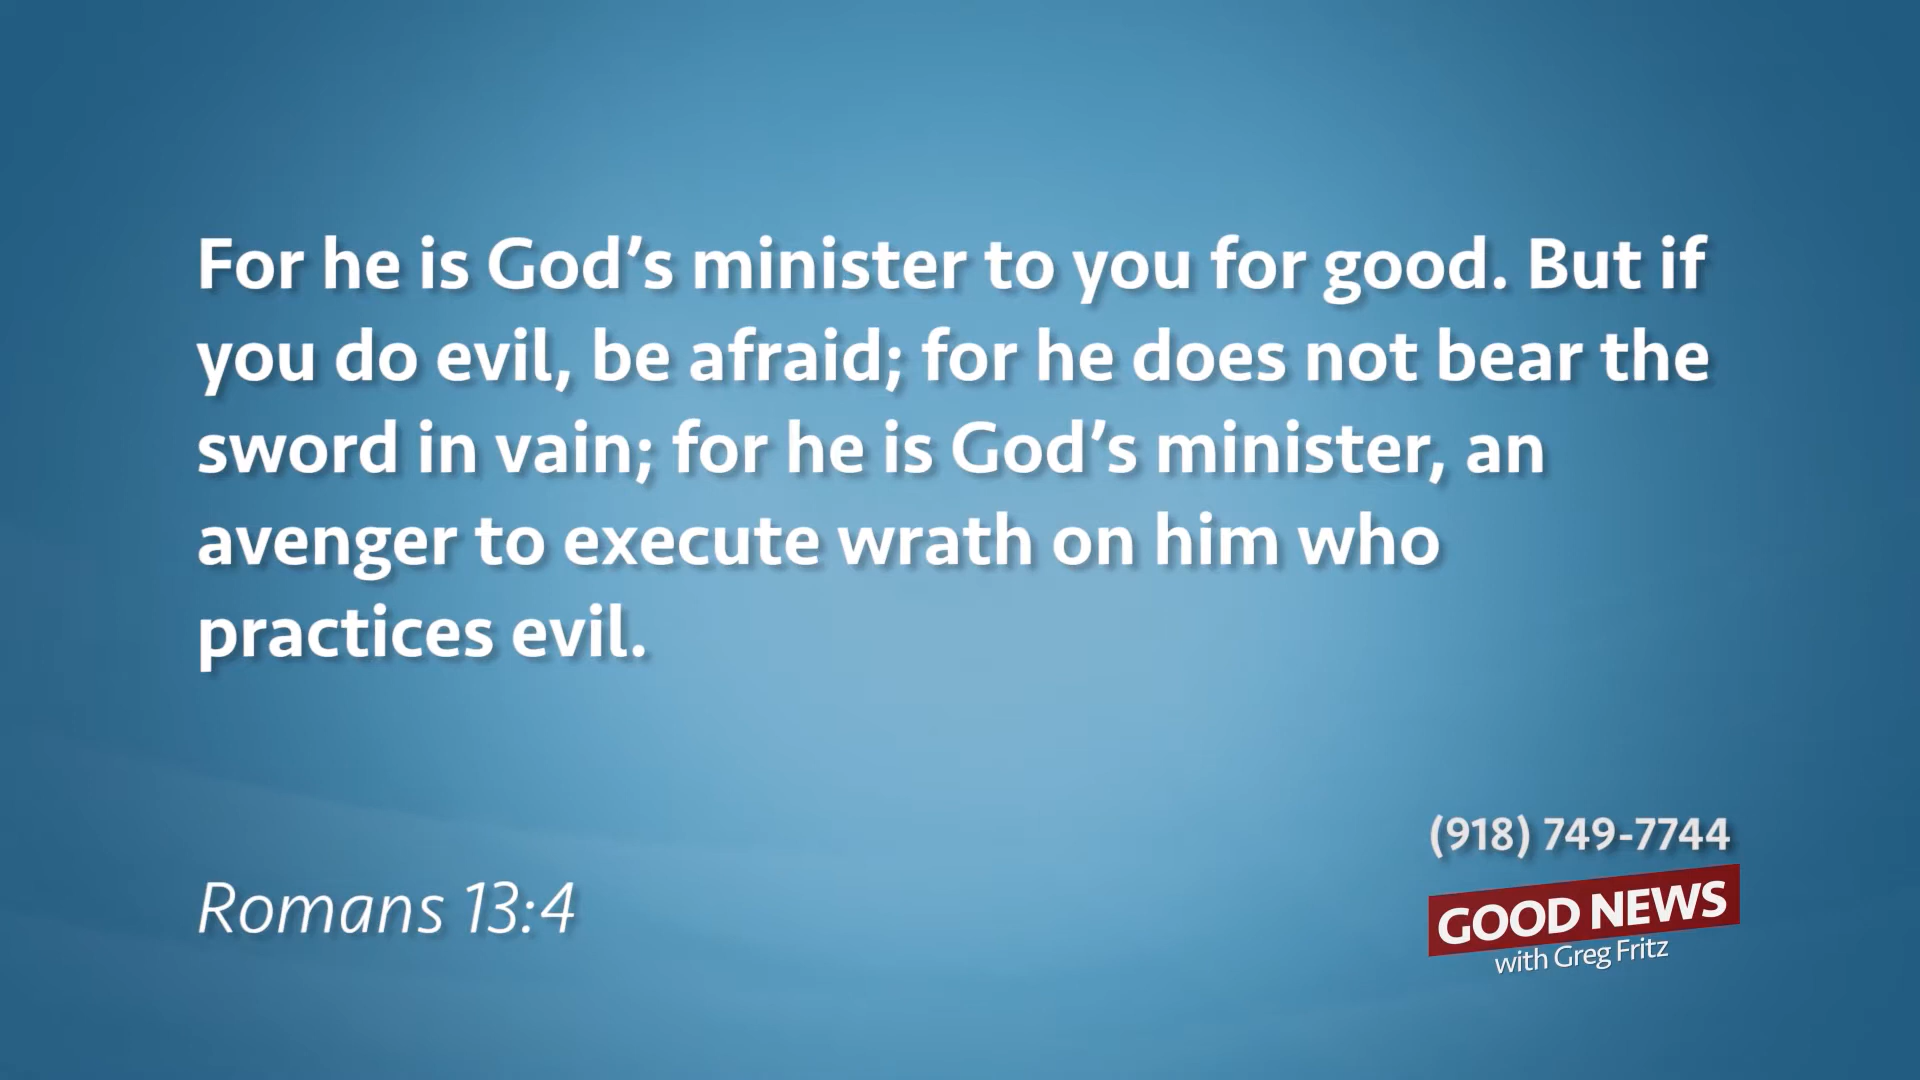 For he is God’s minister to you for good. But if
you do evil, be afraid; for he does not bear the
sword in vain; for he is God’s minister, an
avenger to execute wrath on him who
practices evil.
Romans 13:4
(918) 749-7744
GOOD NEWS
with Greg Fritz